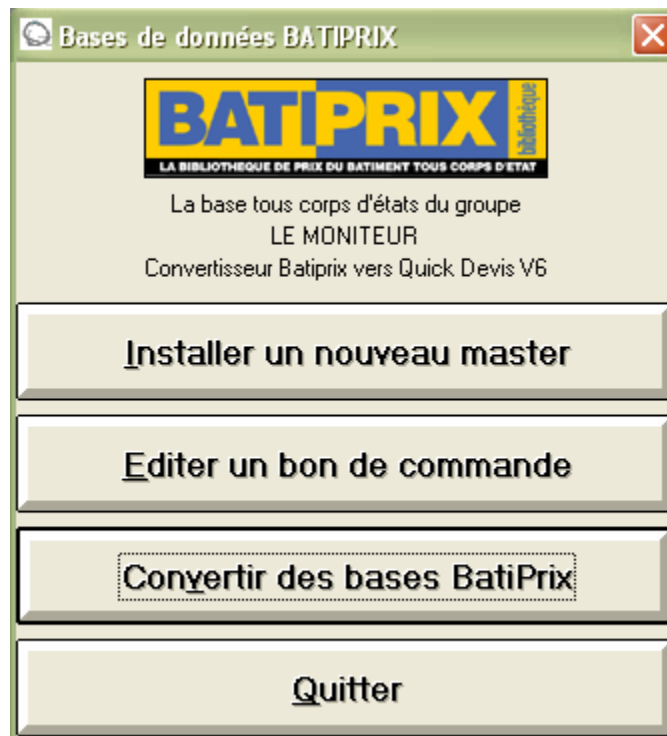 Bases de données BATIPRIX
BATIPRIX bibliothèque
LA BIBLIOTHEQUE DE PRIX DU BATIMENT TOUS CORPS D'ETAT
La base tous corps d'états du groupe
LE MONITEUR
Convertisseur Batiprix vers Quick Devis V6
Installer un nouveau master
Editer un bon de commande
Convertir des bases BatiPrix
Quitter